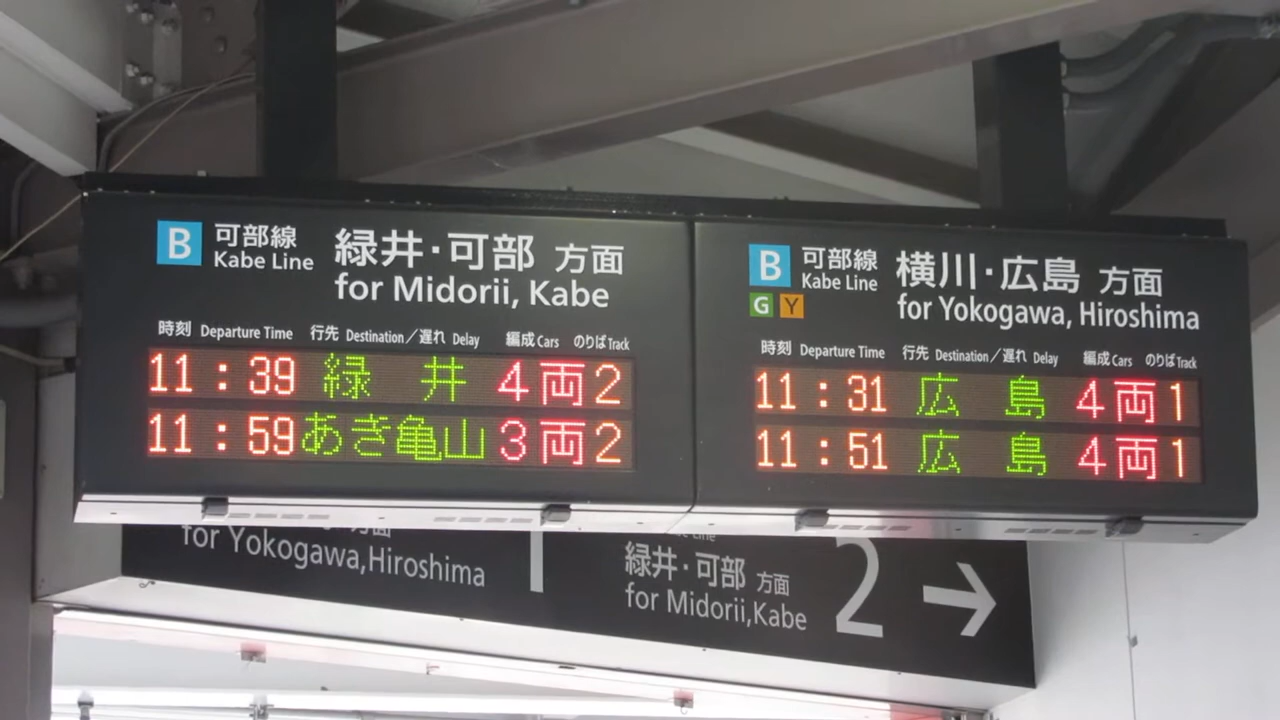 B 可部線 Kabe Line 緑井・可部 方面
for Midorii, Kabe
時刻 Departure Time 行先 Destination／遅れ Delay 編成 Cars のりば Track
11:39 緑井 4両 2
11:59 あき亀山 3両 2
B 可部線 Kabe Line 横川・広島 方面
G Y for Yokogawa, Hiroshima
時刻 Departure Time 行先 Destination／遅れ Delay 編成 Cars のりば Track
11:31 広島 4両 1
11:51 広島 4両 1
方面
for Yokogawa,Hiroshima
1
Line
緑井・可部 方面
for Midorii,Kabe
2 →